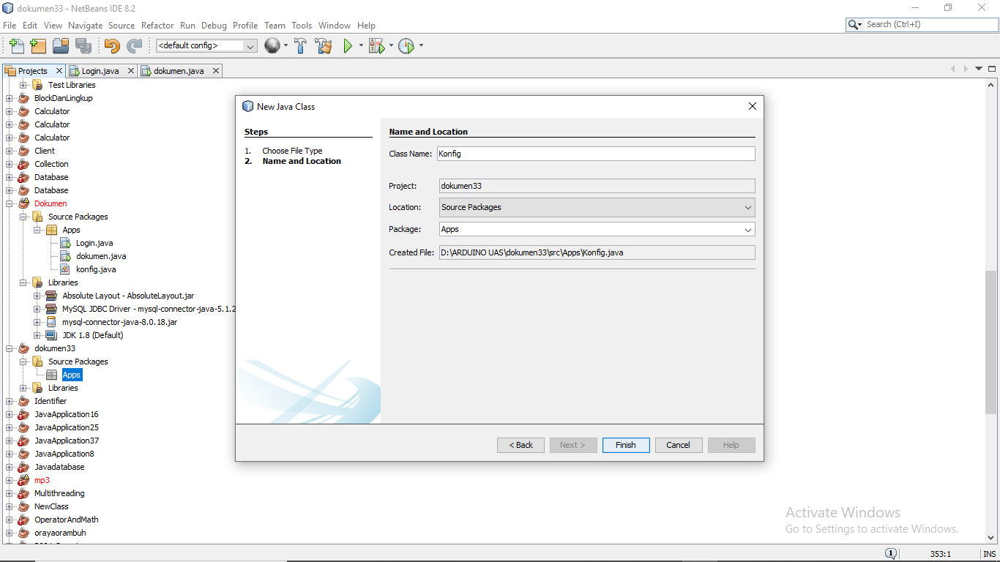 dokumen33 - NetBeans IDE 8.2
File Edit View Navigate Source Refactor Run Debug Profile Team Tools Window Help
Search (Ctrl+I)
<default config>
Projects
Login.java
dokumen.java
Test Libraries
BlockDanLingkup
Calculator
Calculator
Calculator
Client
Collection
Database
Database
Dokumen
Source Packages
Apps
Login.java
dokumen.java
konfig.java
Libraries
Absolute Layout - AbsoluteLayout.jar
MySQL JDBC Driver - mysql-connector-java-5.1.2
mysql-connector-java-8.0.18.jar
JDK 1.8 (Default)
dokumen33
Source Packages
Apps
Libraries
Identifier
JavaApplication16
JavaApplication25
JavaApplication37
JavaApplication8
Javadatabase
mp3
Multithreading
NewClass
OperatorAndMath
orayaorambuh
New Java Class
Steps
1. Choose File Type
2. Name and Location
Name and Location
Class Name: Konfig
Project: dokumen33
Location: Source Packages
Package: Apps
Created File: D:\ARDUINO UAS\dokumen33\src\Apps\Konfig.java
< Back
Next >
Finish
Cancel
Help
Activate Windows
Go to Settings to activate Windows.
1
353:1
INS